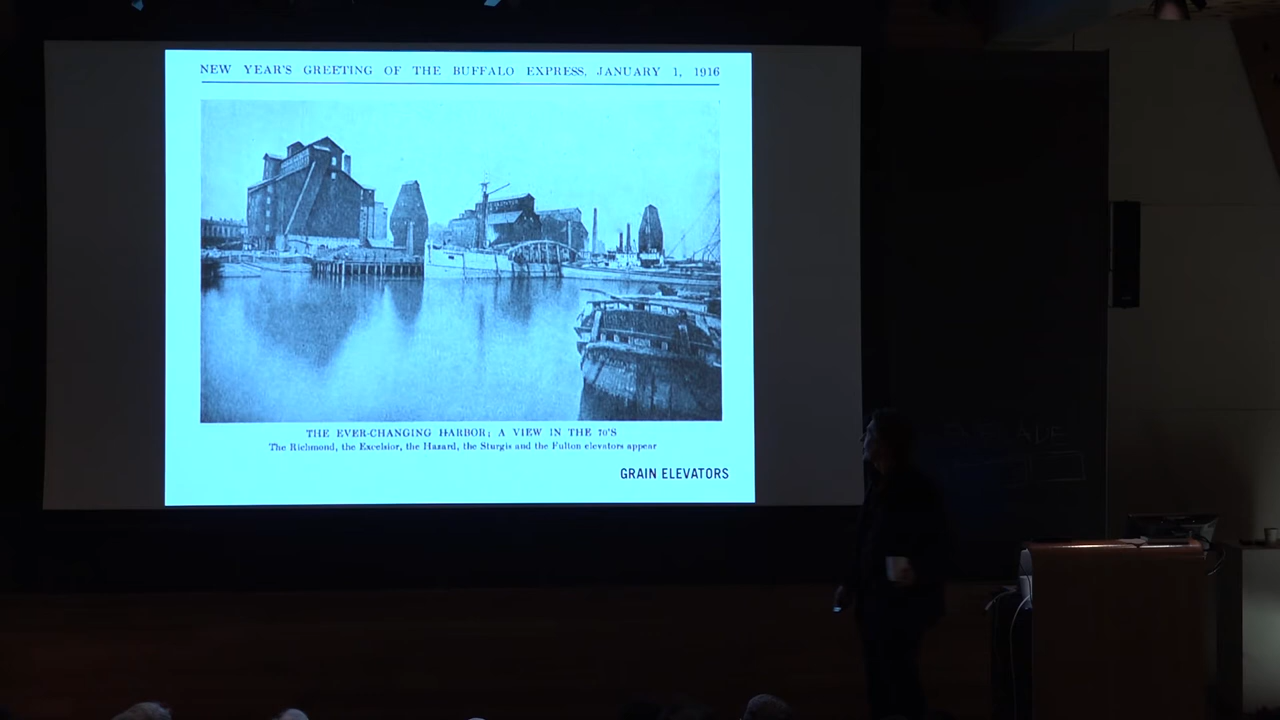 NEW YEAR'S GREETING OF THE BUFFALO EXPRESS, JANUARY 1, 1916
THE EVER-CHANGING HARBOR; A VIEW IN THE 70'S
The Richmond, the Excelsior, the Hazard, the Sturgis and the Fulton elevators appear
GRAIN ELEVATORS